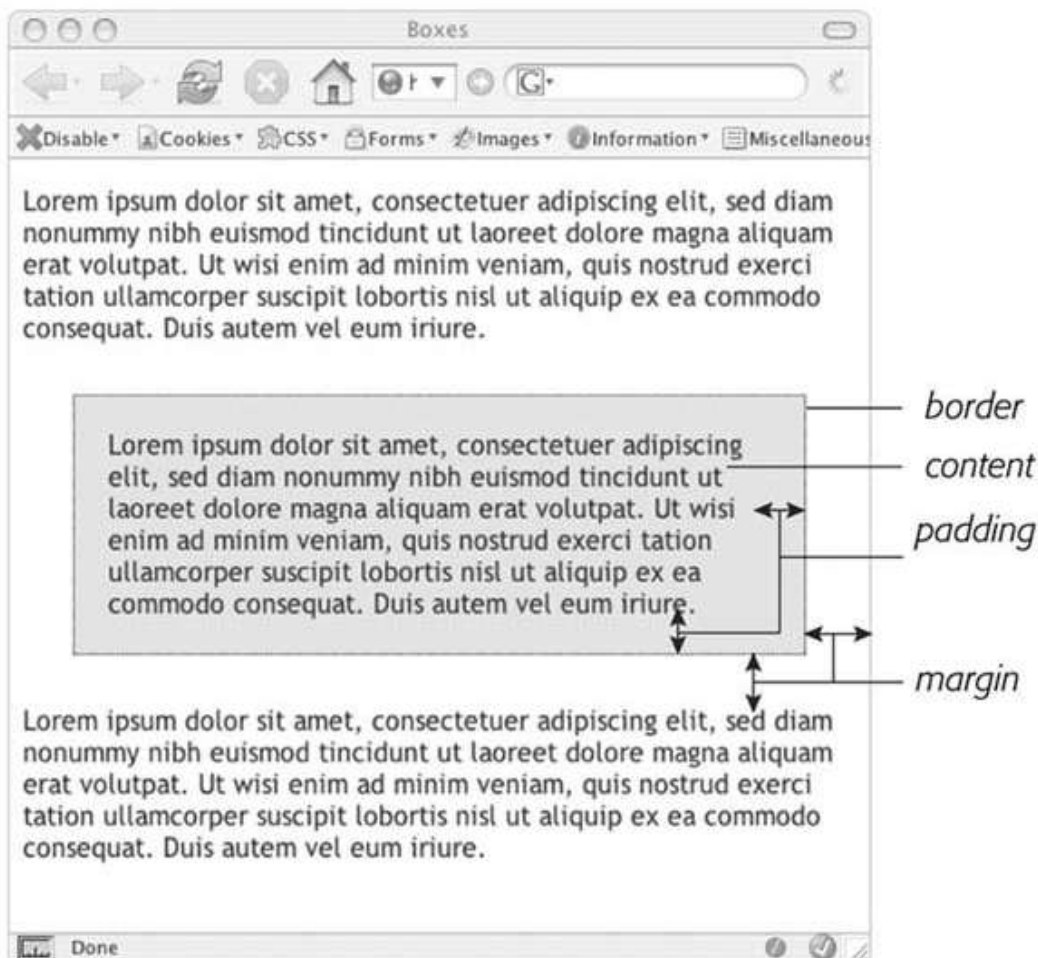 Boxes
G
Disable Cookies CSS Forms Images Information Miscellaneous
Lorem ipsum dolor sit amet, consectetuer adipiscing elit, sed diam
nonummy nibh euismod tincidunt ut laoreet dolore magna aliquam
erat volutpat. Ut wisi enim ad minim veniam, quis nostrud exerci
tation ullamcorper suscipit lobortis nisl ut aliquip ex ea commodo
consequat. Duis autem vel eum iriure.
border
Lorem ipsum dolor sit amet, consectetuer adipiscing
content
elit, sed diam nonummy nibh euismod tincidunt ut
laoreet dolore magna aliquam erat volutpat. Ut wisi
padding
enim ad minim veniam, quis nostrud exerci tation
ullamcorper suscipit lobortis nisl ut aliquip ex ea
commodo consequat. Duis autem vel eum iriure.
margin
Lorem ipsum dolor sit amet, consectetuer adipiscing elit, sed diam
nonummy nibh euismod tincidunt ut laoreet dolore magna aliquam
erat volutpat. Ut wisi enim ad minim veniam, quis nostrud exerci
tation ullamcorper suscipit lobortis nisl ut aliquip ex ea commodo
consequat. Duis autem vel eum iriure.
Done